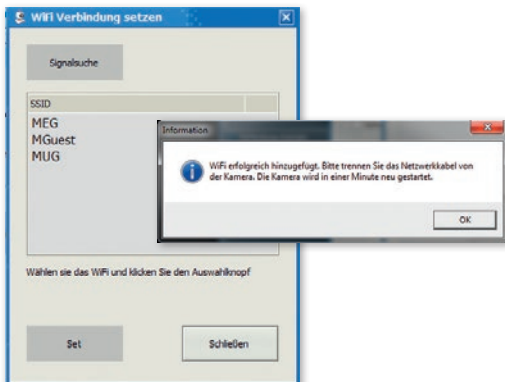 WiFi Verbindung setzen
Signalsuche
SSID
MEG
MGuest
MUG
Information
WiFi erfolgreich hinzugefügt. Bitte trennen Sie das Netzwerkkabel von
der Kamera. Die Kamera wird in einer Minute neu gestartet.
OK
Wählen sie das WiFi und klicken Sie den Auswahlknopf
Set
Schließen